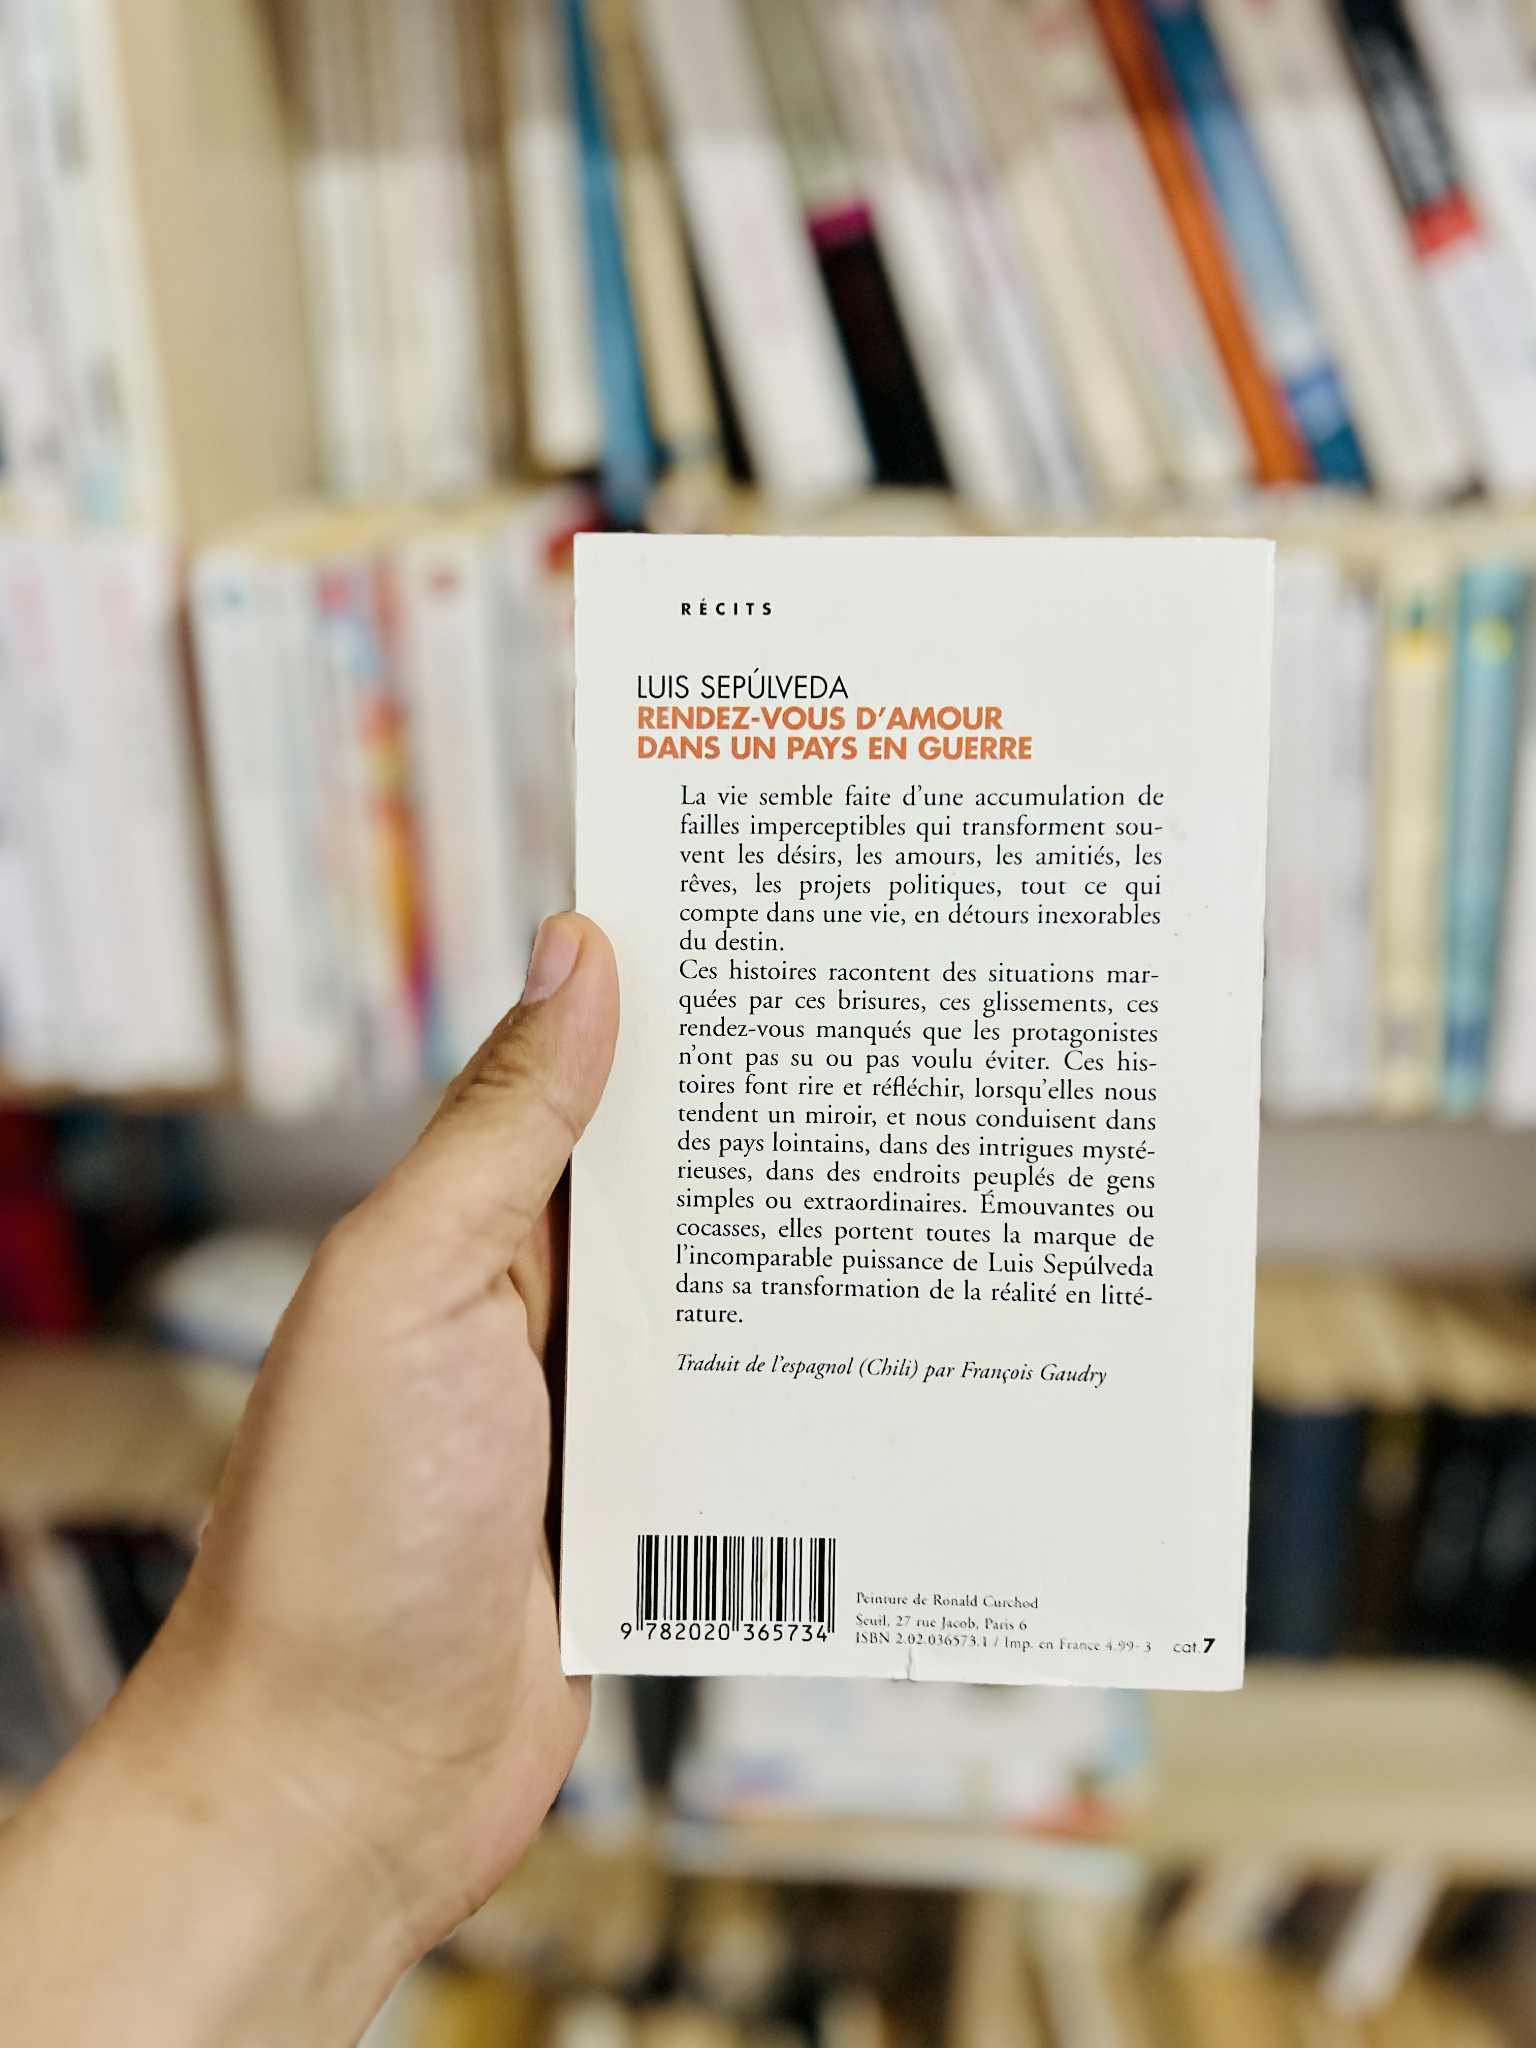 RÉCITS
LUIS SEPÚLVEDA
RENDEZ-VOUS D'AMOUR
DANS UN PAYS EN GUERRE
La vie semble faite d'une accumulation de
failles imperceptibles qui transforment sou-
vent les désirs, les amours, les amitiés, les
rêves, les projets politiques, tout ce qui
compte dans une vie, en détours inexorables
du destin.
Ces histoires racontent des situations mar-
quées par ces brisures, ces glissements, ces
rendez-vous manqués que les protagonistes
n'ont pas su ou pas voulu éviter. Ces his-
toires font rire et réfléchir, lorsqu'elles nous
tendent un miroir, et nous conduisent dans
des pays lointains, dans des intrigues mysté-
rieuses, dans des endroits peuplés de gens
simples ou extraordinaires. Émouvantes ou
cocasses, elles portent toutes la marque de
l'incomparable puissance de Luis Sepúlveda
dans sa transformation de la réalité en litté-
rature.
Traduit de l'espagnol (Chili) par François Gaudry
Peinture de Ronald Curchod
Seuil, 27 rue Jacob, Paris 6
ISBN 2.02.036573.1 / Imp. en France 4.99-3 cat.7
9 782020 365734